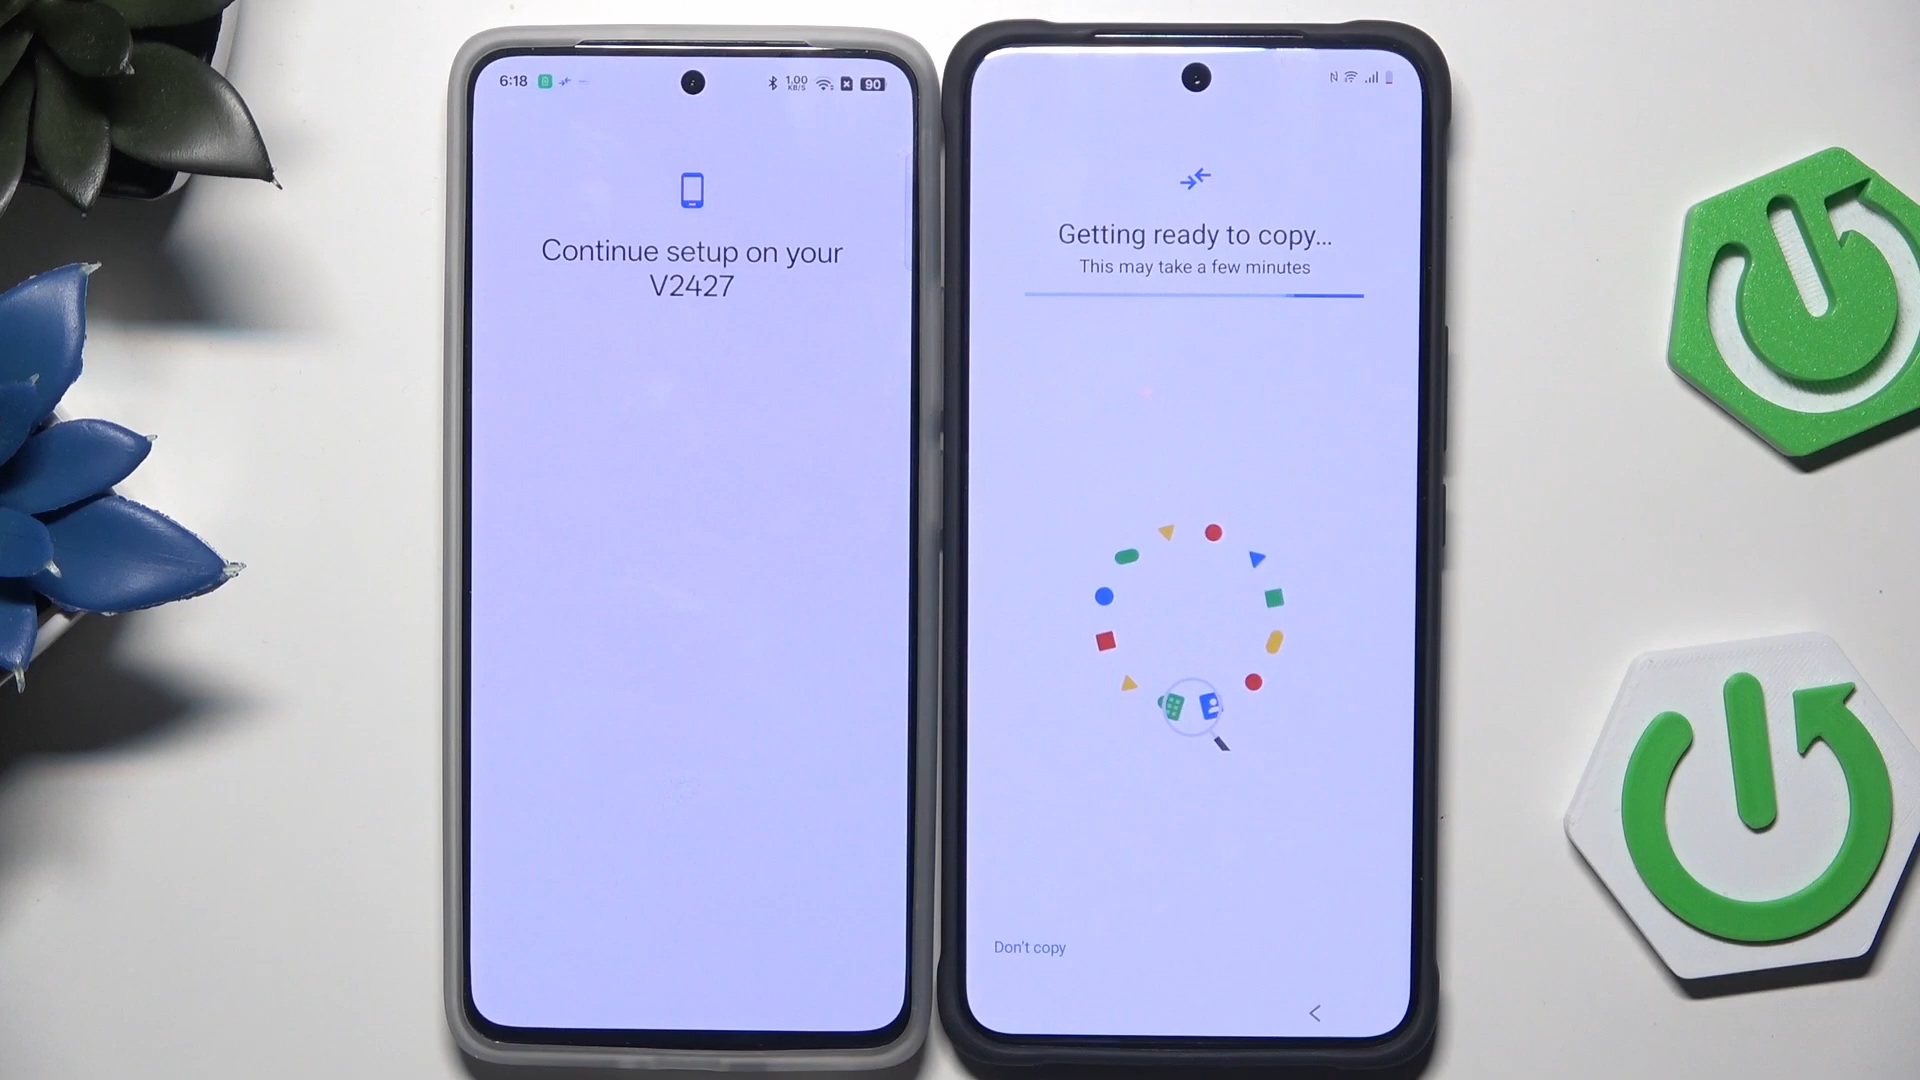 6:18
1.00
KB/S
90
Continue setup on your
V2427
Getting ready to copy...
This may take a few minutes
Don't copy